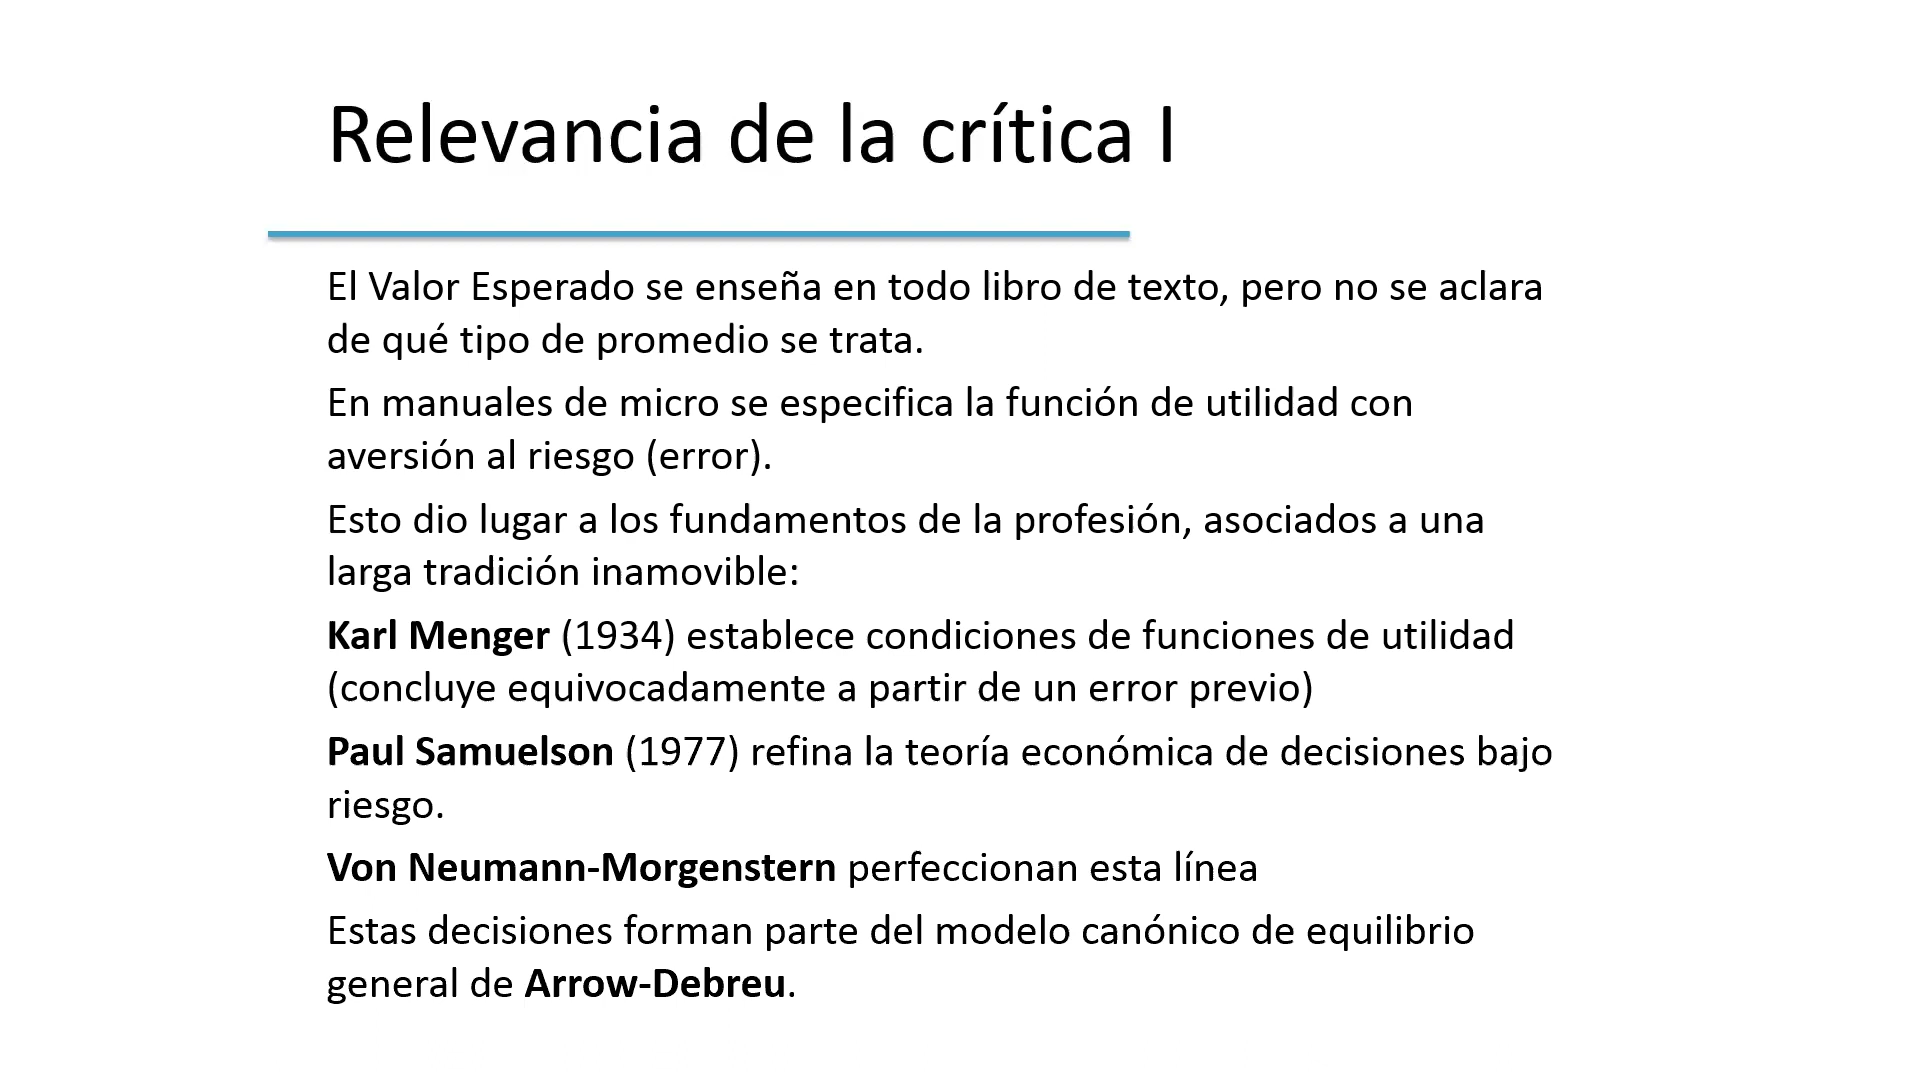 Relevancia de la crítica I
El Valor Esperado se enseña en todo libro de texto, pero no se aclara
de qué tipo de promedio se trata.
En manuales de micro se especifica la función de utilidad con
aversión al riesgo (error).
Esto dio lugar a los fundamentos de la profesión, asociados a una
larga tradición inamovible:
Karl Menger (1934) establece condiciones de funciones de utilidad
(concluye equivocadamente a partir de un error previo)
Paul Samuelson (1977) refina la teoría económica de decisiones bajo
riesgo.
Von Neumann-Morgenstern perfeccionan esta línea
Estas decisiones forman parte del modelo canónico de equilibrio
general de Arrow-Debreu.